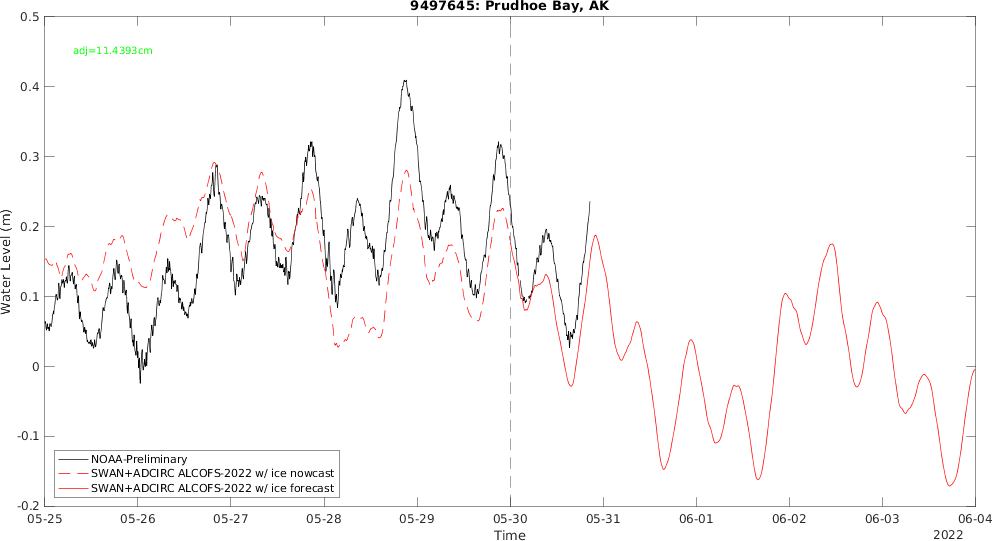 9497645: Prudhoe Bay, AK
adj=11.4393cm
0.5
0.4
0.3
0.2
0.1
0
-0.1
-0.2
Water Level (m)
NOAA-Preliminary
SWAN+ADCIRC ALCOFS-2022 w/ ice nowcast
SWAN+ADCIRC ALCOFS-2022 w/ ice forecast
05-25 05-26 05-27 05-28 05-29 05-30 05-31 06-01 06-02 06-03 06-04
Time
2022